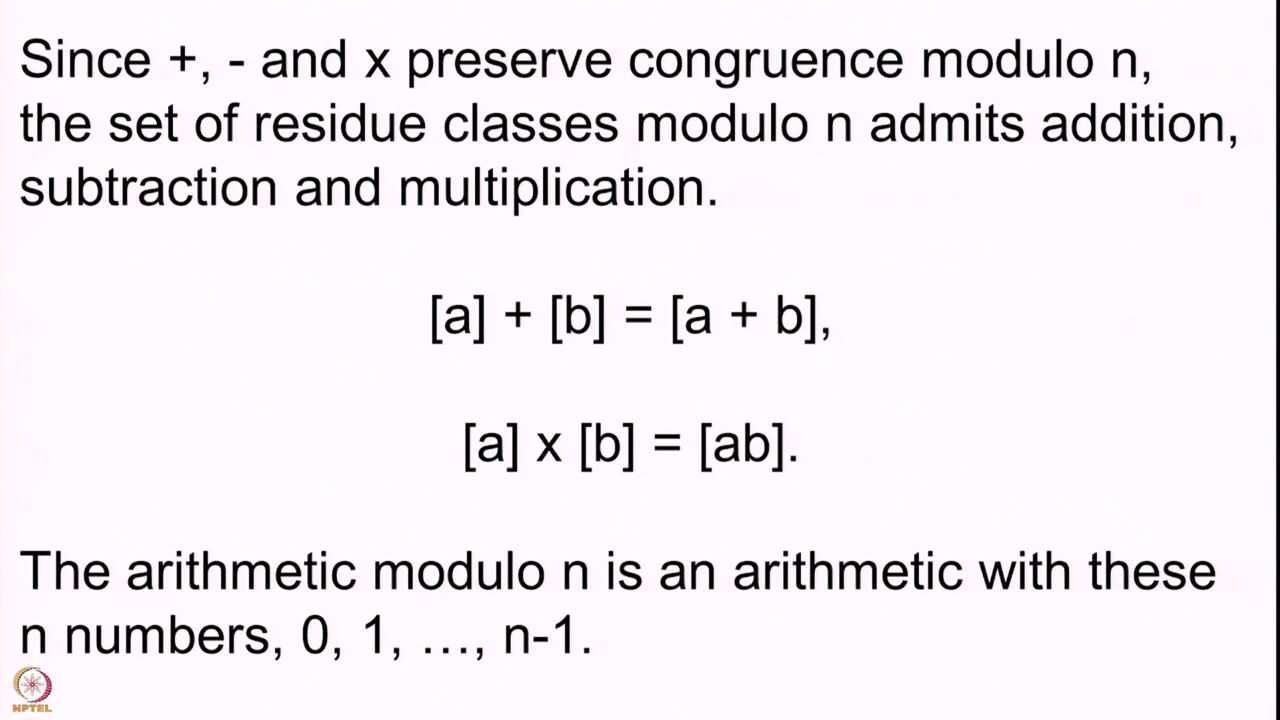 Since +, - and x preserve congruence modulo n,
the set of residue classes modulo n admits addition,
subtraction and multiplication.
[a] + [b] = [a + b],
[a] x [b] = [ab].
The arithmetic modulo n is an arithmetic with these
n numbers, 0, 1, …, n-1.
NPTEL